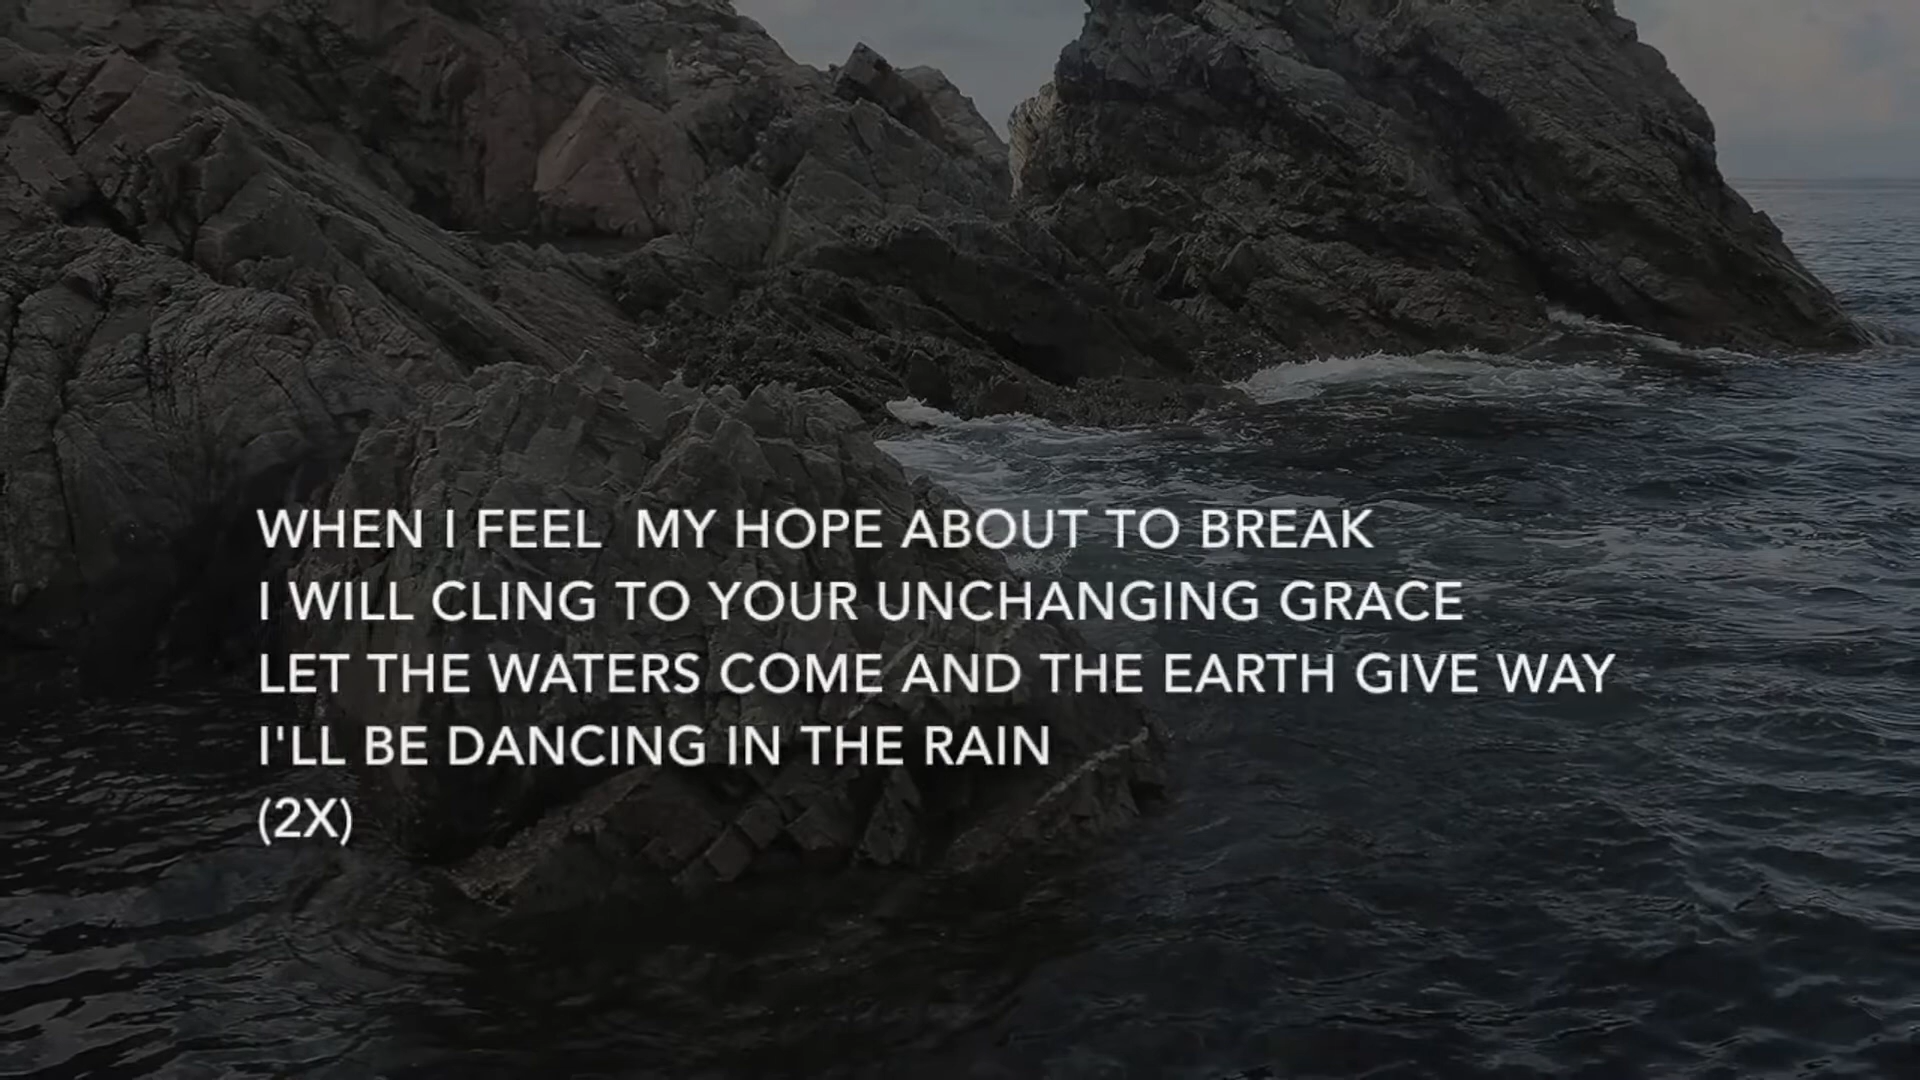 WHEN I FEEL  MY HOPE ABOUT TO BREAK
I WILL CLING TO YOUR UNCHANGING GRACE
LET THE WATERS COME AND THE EARTH GIVE WAY
I'LL BE DANCING IN THE RAIN
(2X)